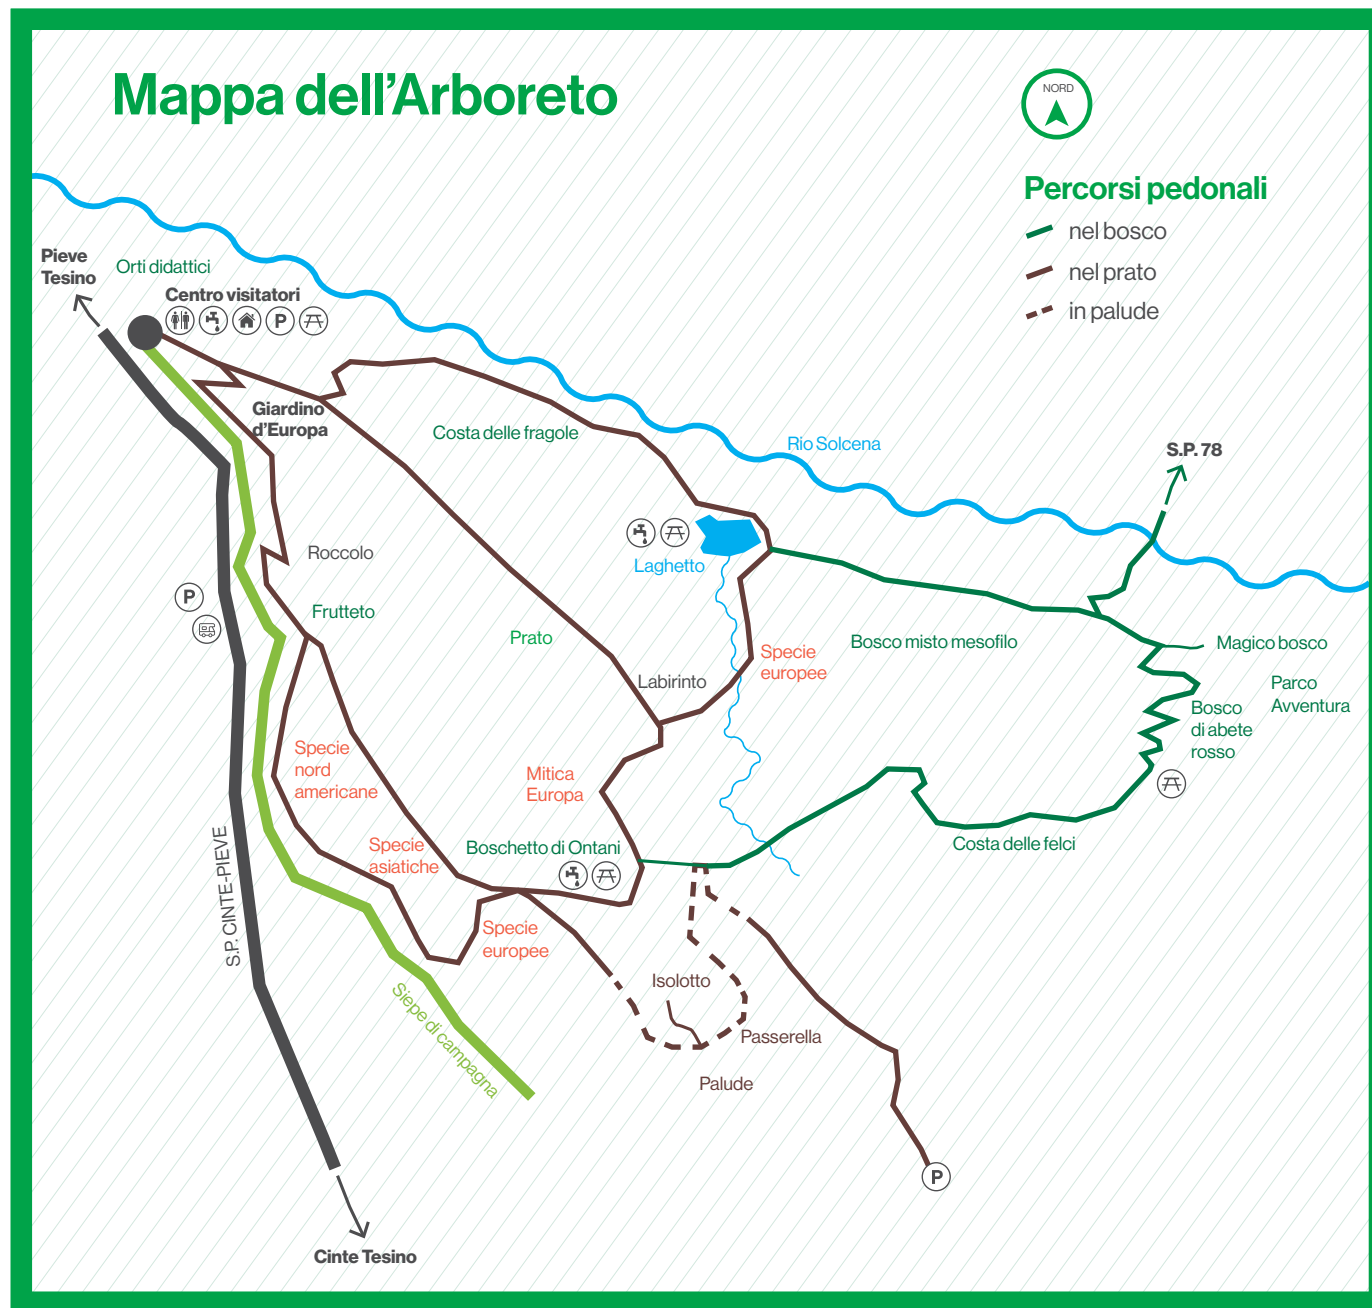 Mappa dell’Arboreto
NORD
Percorsi pedonali
nel bosco
nel prato
in palude
Pieve
Tesino
Orti didattici
Centro visitatori
P
Giardino
d’Europa
Costa delle fragole
Rio Solcena
S.P. 78
Roccolo
Laghetto
P
Frutteto
Prato
Labirinto
Specie
europee
Bosco misto mesofilo
Magico bosco
Parco
Avventura
Bosco
di abete
rosso
Specie
nord
americane
Mitica
Europa
S.P. CINTE-PIEVE
Specie
asiatiche
Boschetto di Ontani
Costa delle felci
Specie
europee
Siepe di campagna
Isolotto
Passerella
Palude
P
Cinte Tesino